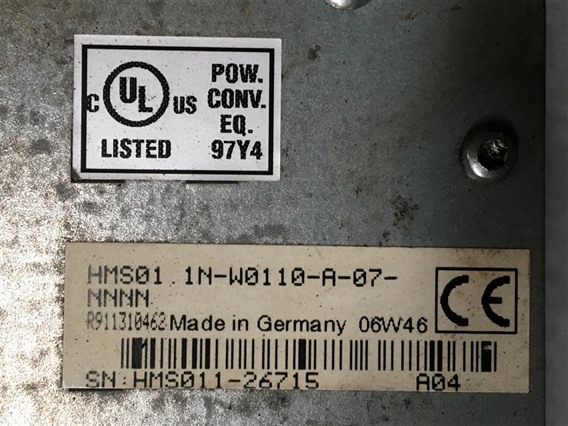 C UL US
LISTED
POW.
CONV.
EQ.
97Y4
HMS01.1N-W0110-A-07-
NNNN
R911310462 Made in Germany 06W46
CE
SN:HMS011-26715 A04